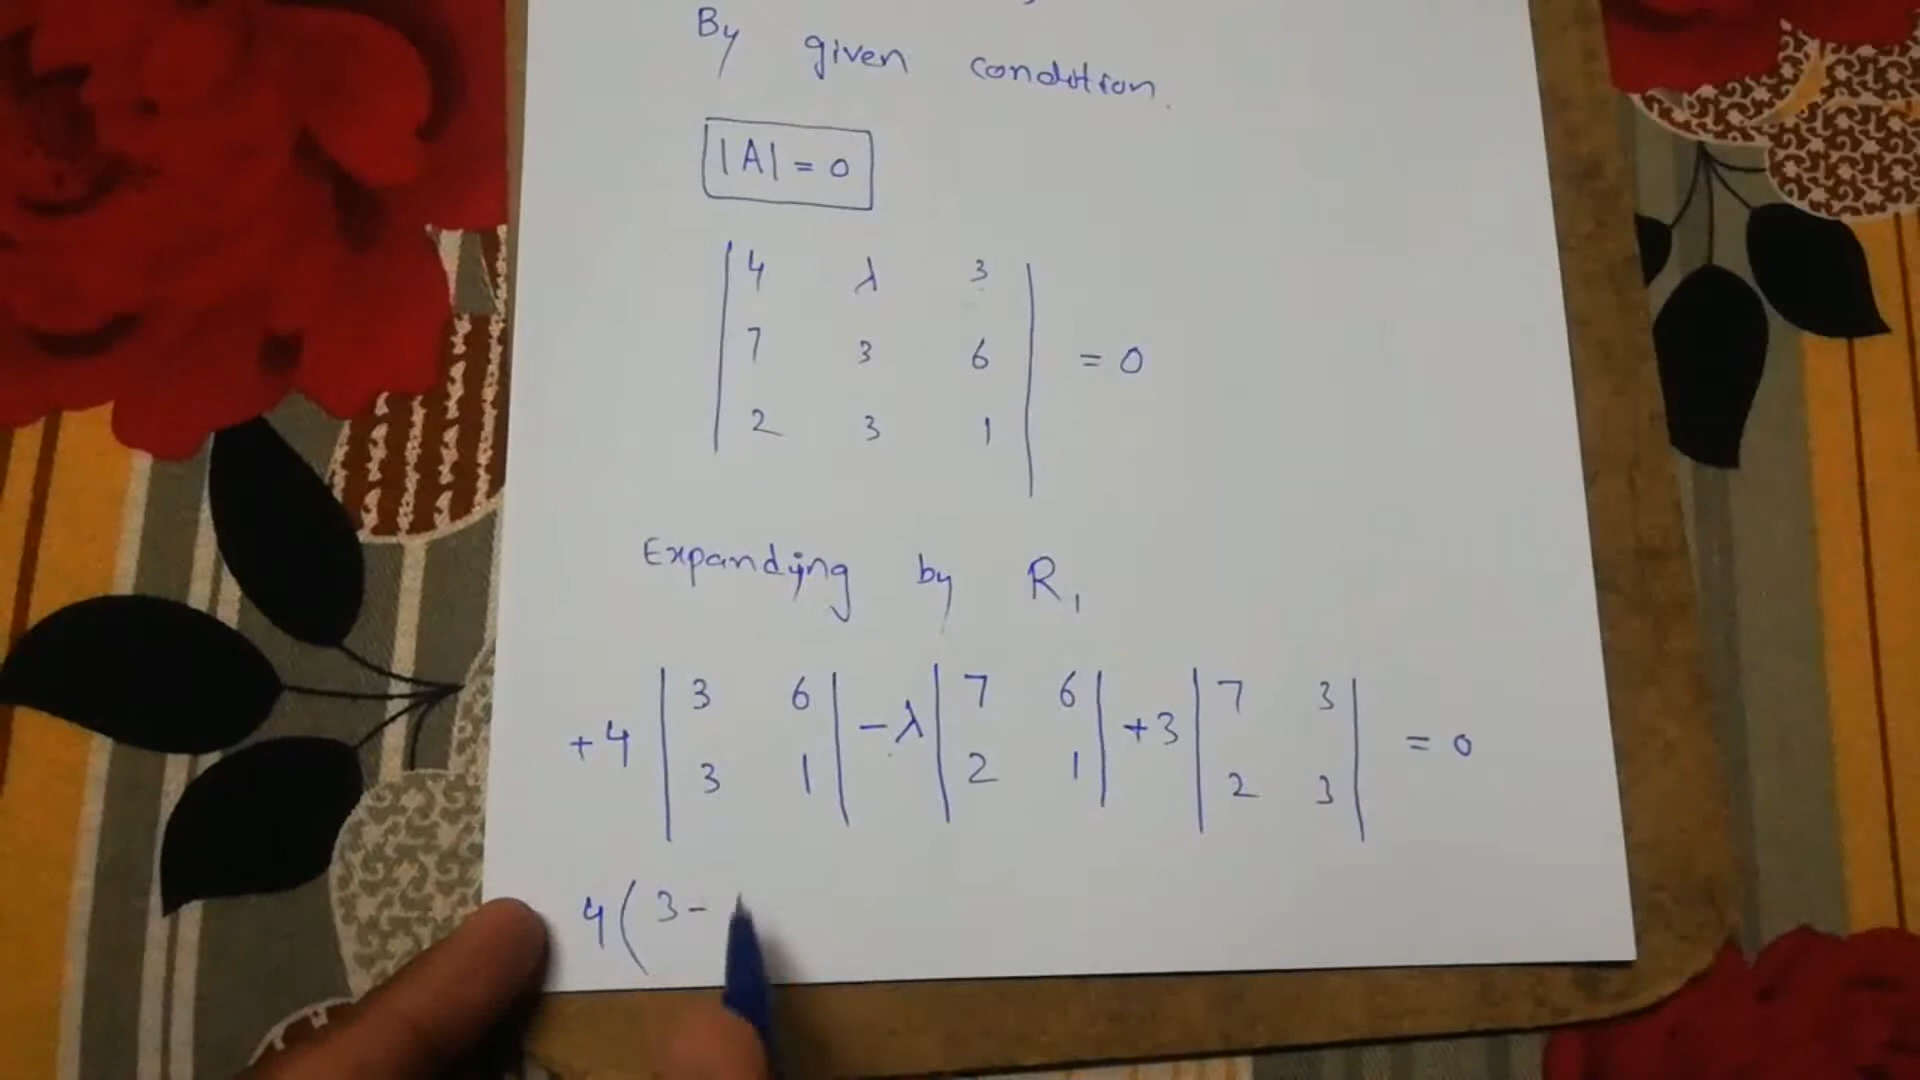 By given condition.
|A| = 0
| 4 λ 3 |
| 7 3 6 | = 0
| 2 3 1 |
Expanding by R₁
+4 | 3 6 | -λ | 7 6 | +3 | 7 3 | = 0
| 3 1 | | 2 1 | | 2 3 |
4( 3 -